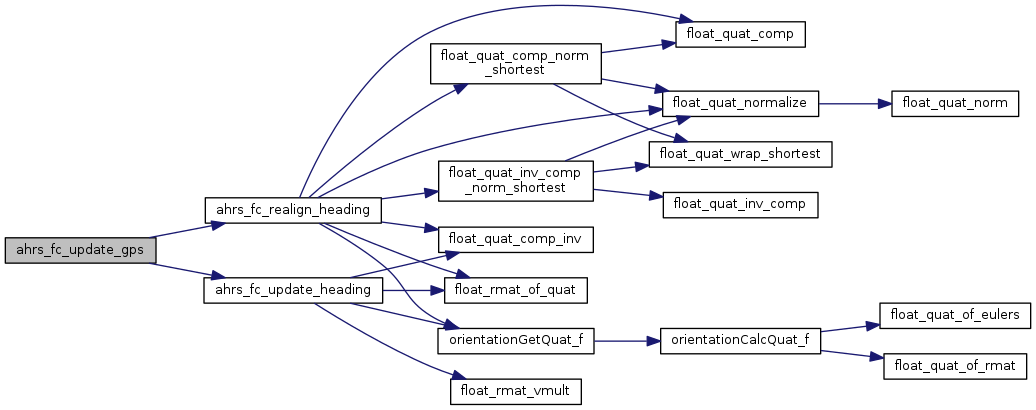 ahrs_fc_update_gps
ahrs_fc_realign_heading
ahrs_fc_update_heading
float_quat_comp_norm
_shortest
float_quat_inv_comp
_norm_shortest
float_quat_comp_inv
float_rmat_of_quat
orientationGetQuat_f
float_rmat_vmult
float_quat_comp
float_quat_normalize
float_quat_wrap_shortest
float_quat_inv_comp
orientationCalcQuat_f
float_quat_norm
float_quat_of_eulers
float_quat_of_rmat